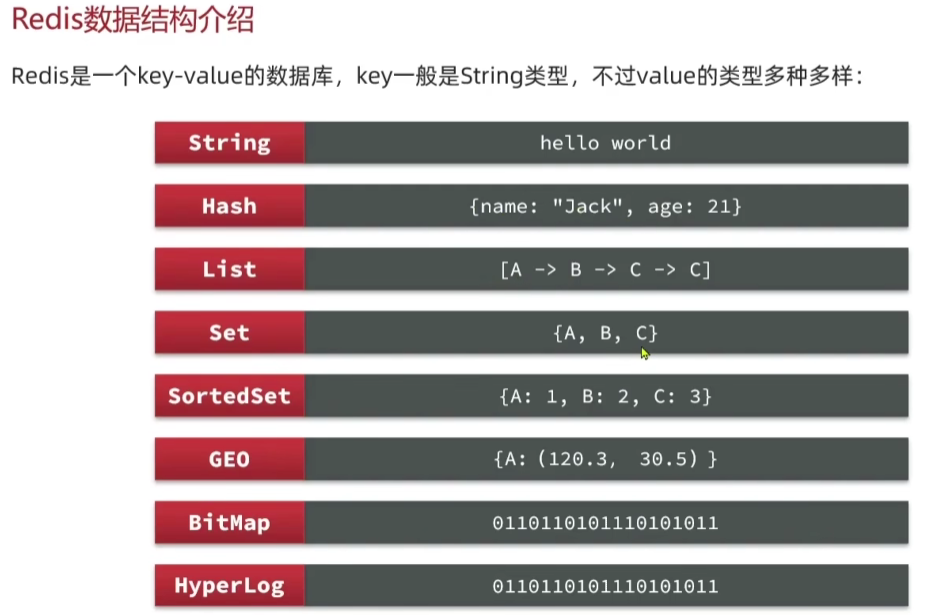 Redis数据结构介绍
Redis是一个key-value的数据库，key一般是String类型，不过value的类型多种多样：
String hello world
Hash {name: "Jack", age: 21}
List [A -> B -> C -> C]
Set {A, B, C}
SortedSet {A: 1, B: 2, C: 3}
GEO {A:（120.3, 30.5）}
BitMap 0110110101110101011
HyperLog 0110110101110101011